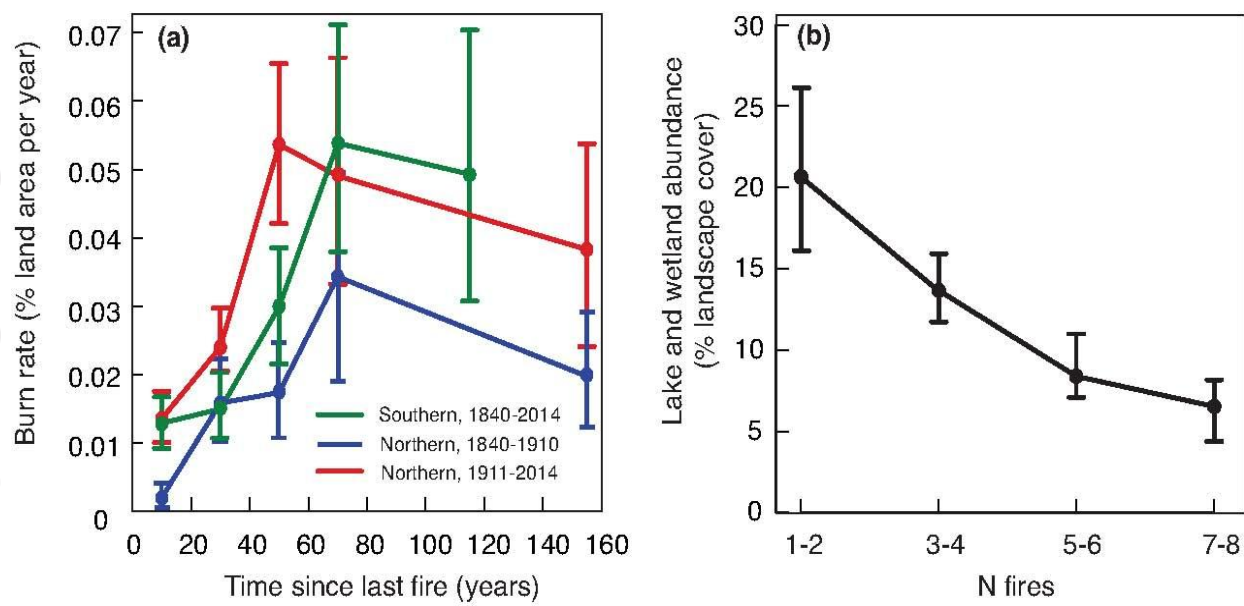 (a)
Burn rate (% land area per year)
0.07
0.06
0.05
0.04
0.03
0.02
0.01
0
Southern, 1840-2014
Northern, 1840-1910
Northern, 1911-2014
0 20 40 60 80 100 120 140 160
Time since last fire (years)
(b)
Lake and wetland abundance
(% landscape cover)
30
25
20
15
10
5
0
1-2 3-4 5-6 7-8
N fires